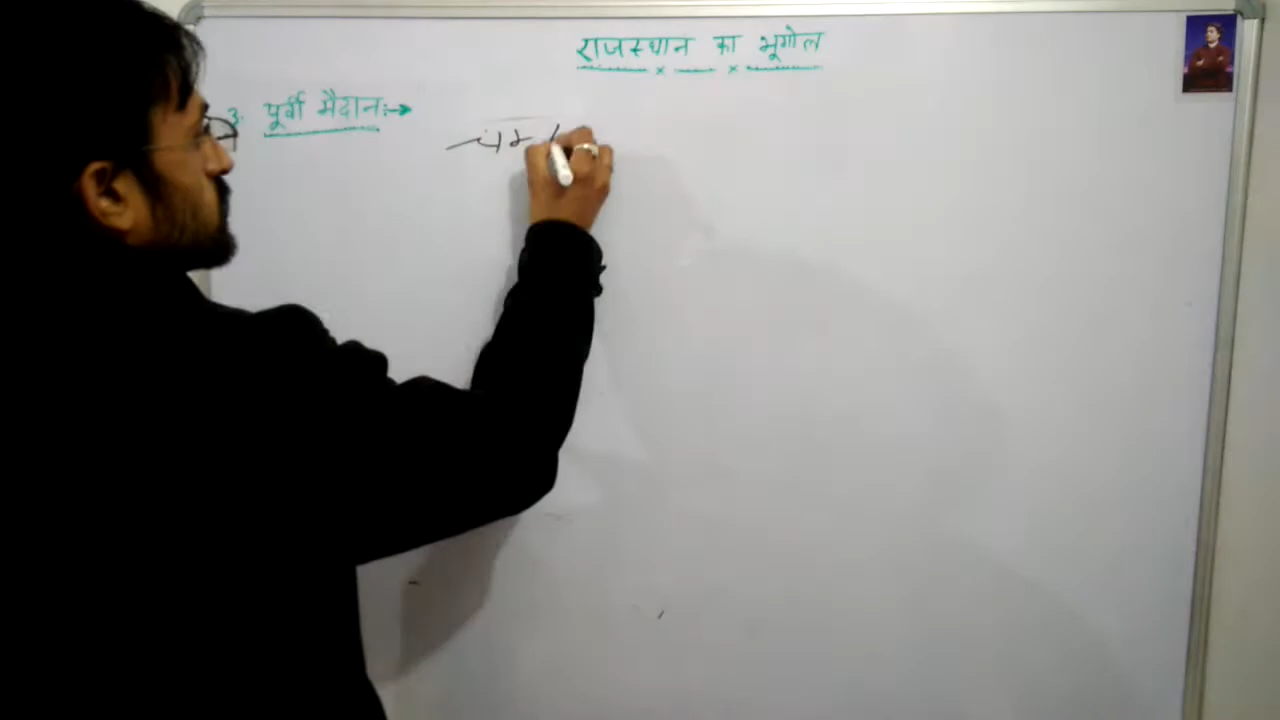 राजस्थान का भूगोल
3. पूर्वी मैदान:→